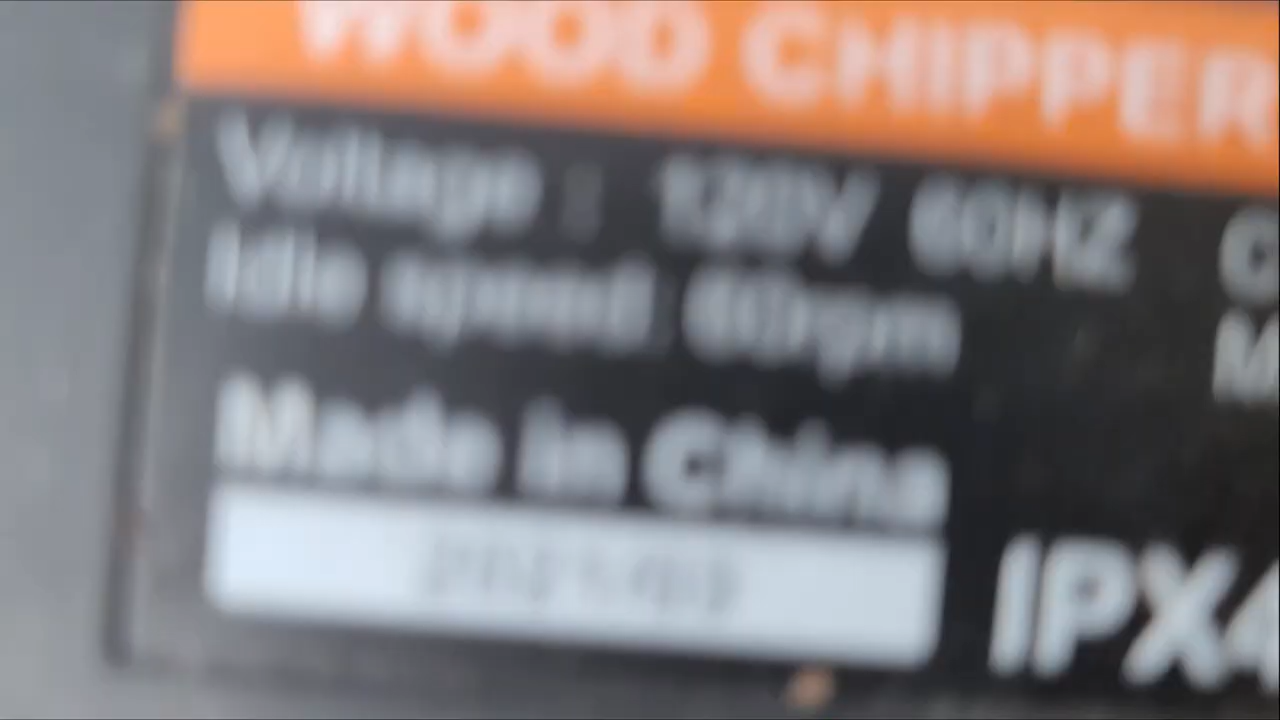 WOOD CHIPPER
Voltage : 120V 60HZ
Idle speed: 60rpm
Made in China
IPX4